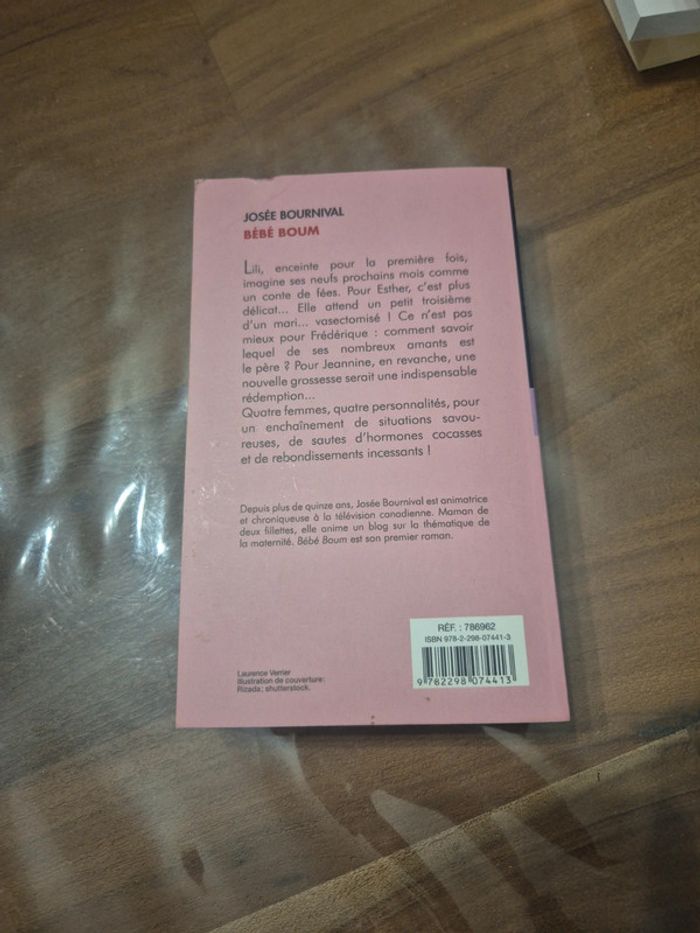 JOSÉE BOURNIVAL
BÉBÉ BOUM
Lili, enceinte pour la première fois,
imagine ses neufs prochains mois comme
un conte de fées. Pour Esther, c'est plus
délicat... Elle attend un petit troisième
d'un mari... vasectomisé ! Ce n'est pas
mieux pour Frédérique : comment savoir
lequel de ses nombreux amants est
le père ? Pour Jeannine, en revanche, une
nouvelle grossesse serait une indispensable
rédemption...
Quatre femmes, quatre personnalités, pour
un enchaînement de situations savou-
reuses, de sautes d'hormones cocasses
et de rebondissements incessants !
Depuis plus de quinze ans, Josée Bournival est animatrice
et chroniqueuse à la télévision canadienne. Maman de
deux fillettes, elle anime un blog sur la thématique de
la maternité. Bébé Boum est son premier roman.
RÉF. : 786962
ISBN 978-2-298-07441-3
9 782298 074413
Laurence Verrier
Illustration de couverture:
Rizada; shutterstock.